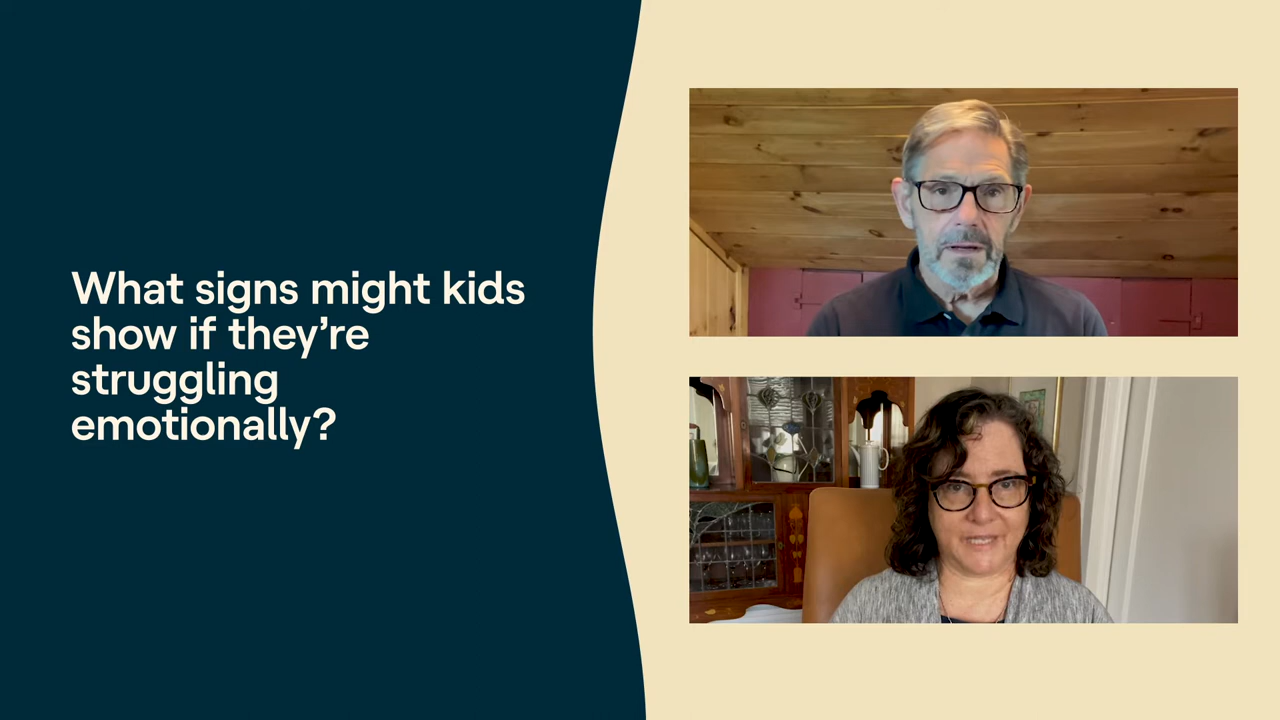 What signs might kids
show if they’re
struggling
emotionally?